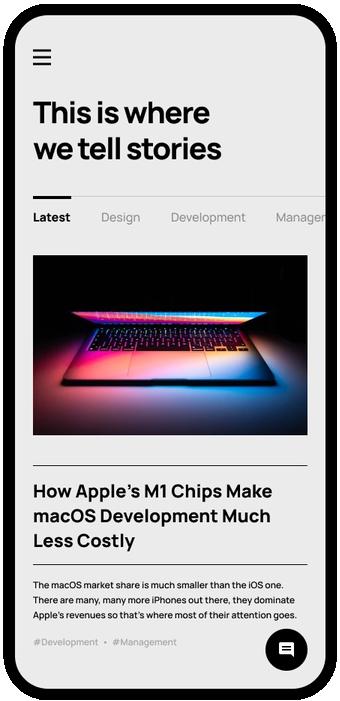 This is where
we tell stories
Latest Design Development Manager
How Apple's M1 Chips Make
macOS Development Much
Less Costly
The macOS market share is much smaller than the iOS one.
There are many, many more iPhones out there, they dominate
Apple's revenues so that's where most of their attention goes.
#Development • #Management